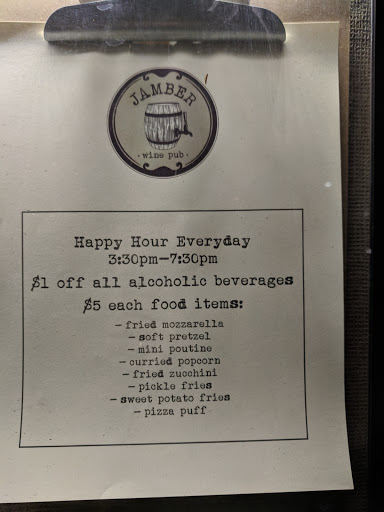 JAMBER
· wine pub ·
Happy Hour Everyday
3:30pm—7:30pm
$1 off all alcoholic beverages
$5 each food items:
— fried mozzarella
— soft pretzel
— mini poutine
— curried popcorn
— fried zucchini
— pickle fries
— sweet potato fries
— pizza puff